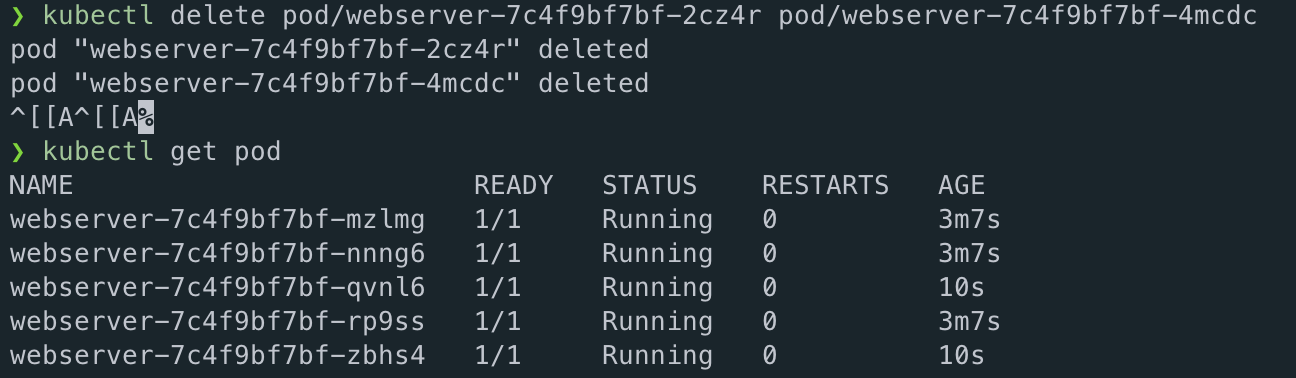 ❯ kubectl delete pod/webserver-7c4f9bf7bf-2cz4r pod/webserver-7c4f9bf7bf-4mcdc
pod "webserver-7c4f9bf7bf-2cz4r" deleted
pod "webserver-7c4f9bf7bf-4mcdc" deleted
^[[A^[[A%
❯ kubectl get pod
NAME READY STATUS RESTARTS AGE
webserver-7c4f9bf7bf-mzlmg 1/1 Running 0 3m7s
webserver-7c4f9bf7bf-nnng6 1/1 Running 0 3m7s
webserver-7c4f9bf7bf-qvnl6 1/1 Running 0 10s
webserver-7c4f9bf7bf-rp9ss 1/1 Running 0 3m7s
webserver-7c4f9bf7bf-zbhs4 1/1 Running 0 10s